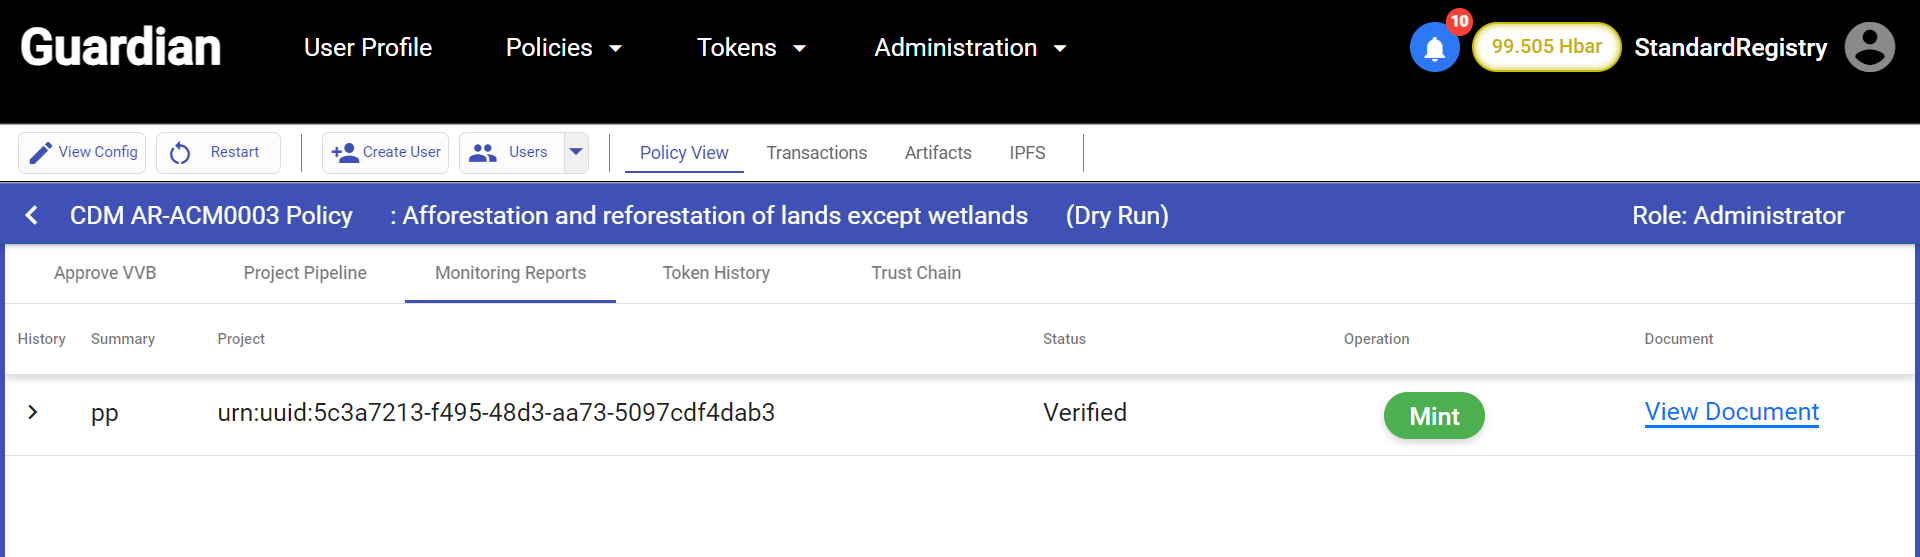 Guardian User Profile Policies Tokens Administration 10 99.505 Hbar StandardRegistry
View Config Restart Create User Users Policy View Transactions Artifacts IPFS
CDM AR-ACM0003 Policy : Afforestation and reforestation of lands except wetlands (Dry Run) Role: Administrator
Approve VVB Project Pipeline Monitoring Reports Token History Trust Chain
History Summary Project Status Operation Document
pp urn:uuid:5c3a7213-f495-48d3-aa73-5097cdf4dab3 Verified Mint View Document